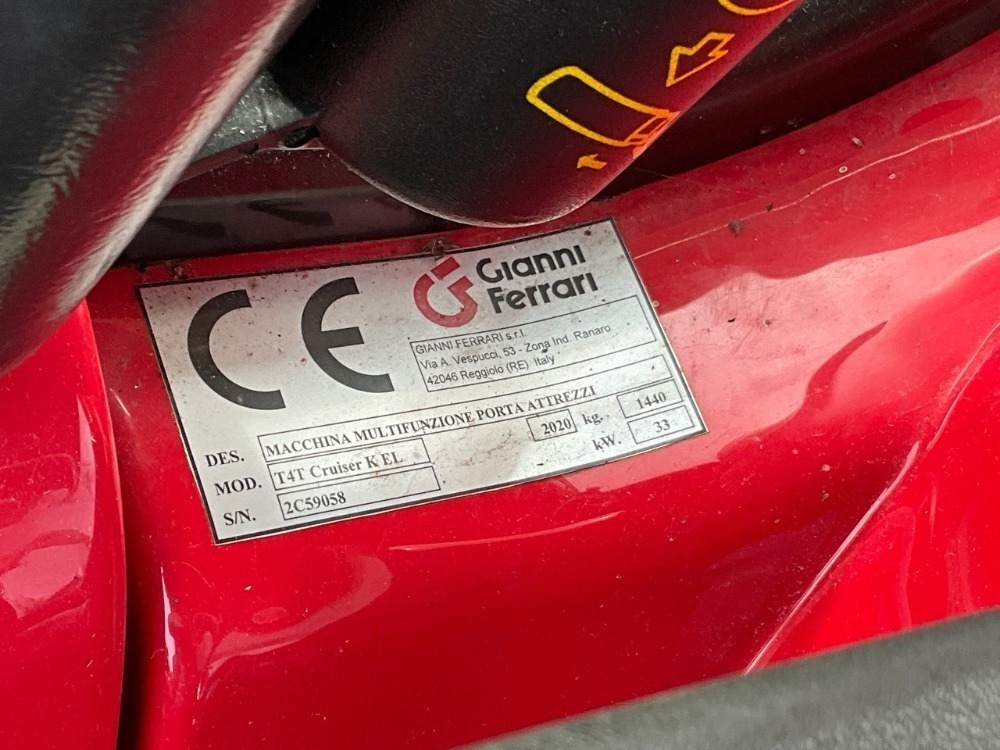 CE
Gianni
Ferrari
GIANNI FERRARI s.r.l.
Via A. Vespucci, 53 - Zona Ind. Ranaro
42046 Reggiolo (RE) Italy
DES. MACCHINA MULTIFUNZIONE PORTA ATTREZZI
MOD. T4T Cruiser K EL 2020 kg. 1440
S/N. 2C59058 kW. 33